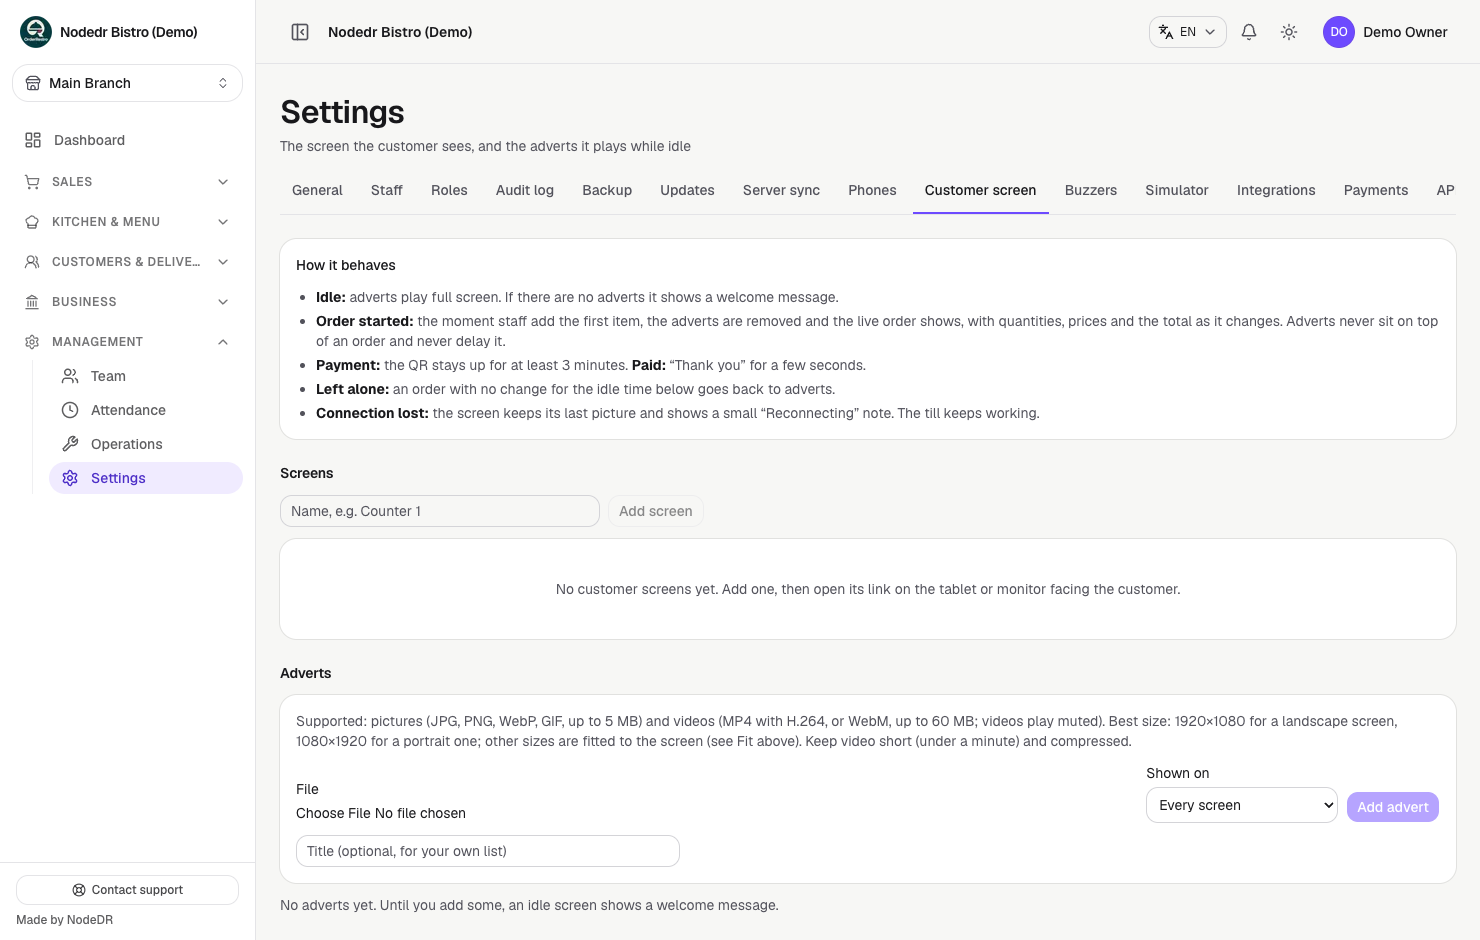 Nodedr Bistro (Demo)
Main Branch
Dashboard
SALES
KITCHEN & MENU
CUSTOMERS & DELIVE...
BUSINESS
MANAGEMENT
Team
Attendance
Operations
Settings
Contact support
Made by NodeDR
Nodedr Bistro (Demo)
EN
DO
Demo Owner
Settings
The screen the customer sees, and the adverts it plays while idle
General Staff Roles Audit log Backup Updates Server sync Phones Customer screen Buzzers Simulator Integrations Payments AP
How it behaves
• Idle: adverts play full screen. If there are no adverts it shows a welcome message.
• Order started: the moment staff add the first item, the adverts are removed and the live order shows, with quantities, prices and the total as it changes. Adverts never sit on top
of an order and never delay it.
• Payment: the QR stays up for at least 3 minutes. Paid: “Thank you” for a few seconds.
• Left alone: an order with no change for the idle time below goes back to adverts.
• Connection lost: the screen keeps its last picture and shows a small “Reconnecting” note. The till keeps working.
Screens
Name, e.g. Counter 1
Add screen
No customer screens yet. Add one, then open its link on the tablet or monitor facing the customer.
Adverts
Supported: pictures (JPG, PNG, WebP, GIF, up to 5 MB) and videos (MP4 with H.264, or WebM, up to 60 MB; videos play muted). Best size: 1920×1080 for a landscape screen,
1080×1920 for a portrait one; other sizes are fitted to the screen (see Fit above). Keep video short (under a minute) and compressed.
File
Choose File No file chosen
Title (optional, for your own list)
Shown on
Every screen
Add advert
No adverts yet. Until you add some, an idle screen shows a welcome message.